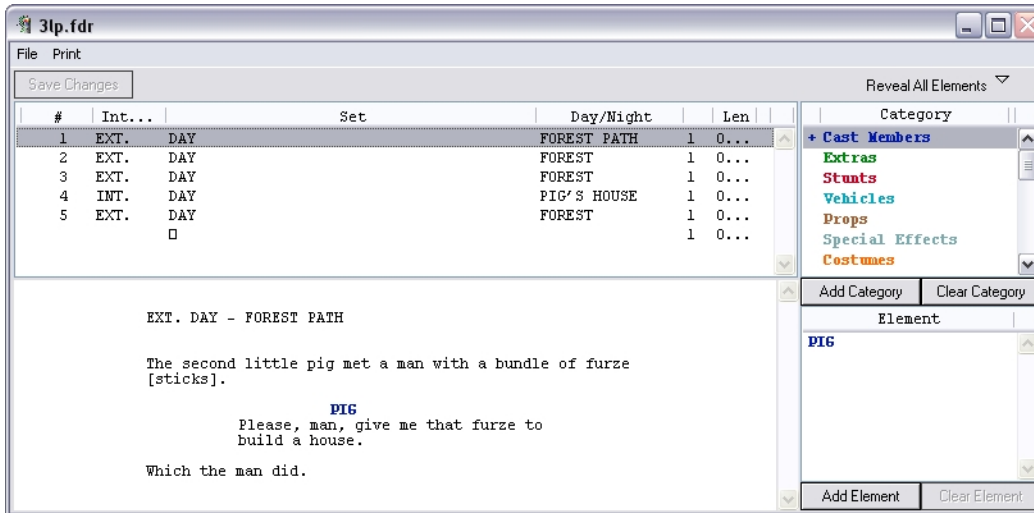 3lp.fdr
File Print
Save Changes
Reveal All Elements
# Int... Set Day/Night Len
1 EXT. DAY FOREST PATH 1 0...
2 EXT. DAY FOREST 1 0...
3 EXT. DAY FOREST 1 0...
4 INT. DAY PIG'S HOUSE 1 0...
5 EXT. DAY FOREST 1 0...
1 0...
Category
+ Cast Members
Extras
Stunts
Vehicles
Props
Special Effects
Costumes
Add Category Clear Category
EXT. DAY - FOREST PATH
The second little pig met a man with a bundle of furze
[sticks].
PIG
Please, man, give me that furze to
build a house.
Which the man did.
Element
PIG
Add Element Clear Element